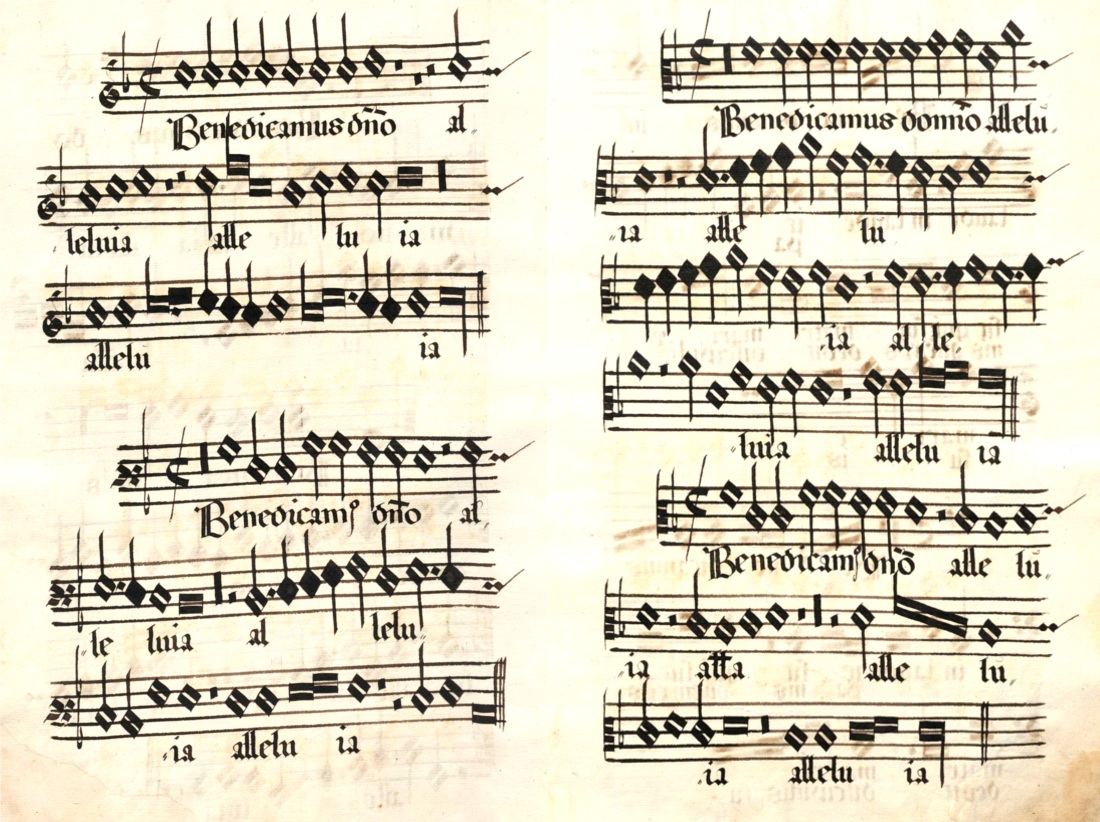 Benedicamus dn̄o al
leluia alle lu ia
allelu ia
Benedicamꝰ dn̄o al
le luia al lelu
ia allelu ia
Benedicamus domīo allelu
ia alle lu
ia al le
luia allelu ia
Benedicamꝰ dn̄o alle lu
ia alla alle lu
ia allelu ia